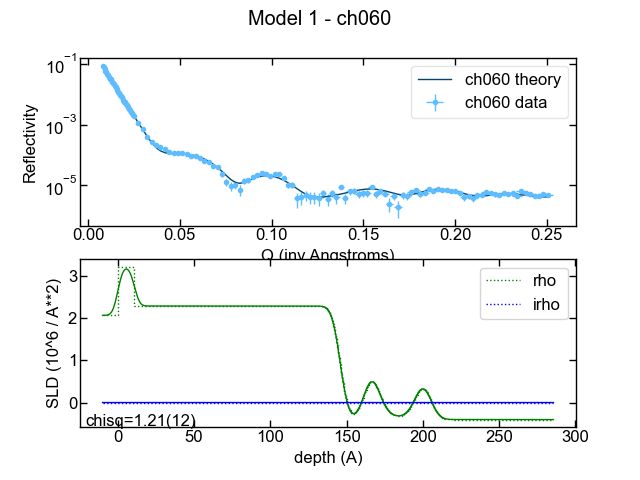 Model 1 - ch060
10⁻¹
10⁻³
10⁻⁵
Reflectivity
ch060 theory
ch060 data
0.00 0.05 0.10 0.15 0.20 0.25
Q (inv Angstroms)
3
2
1
0
SLD (10^6 / A**2)
rho
irho
chisq=1.21(12)
0 50 100 150 200 250 300
depth (A)